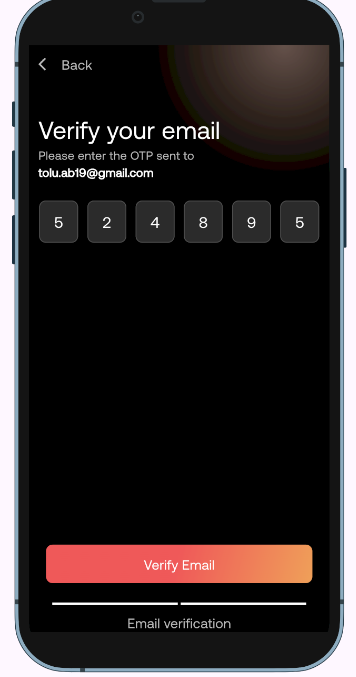 Back
Verify your email
Please enter the OTP sent to
tolu.ab19@gmail.com
5 2 4 8 9 5
Verify Email
Email verification